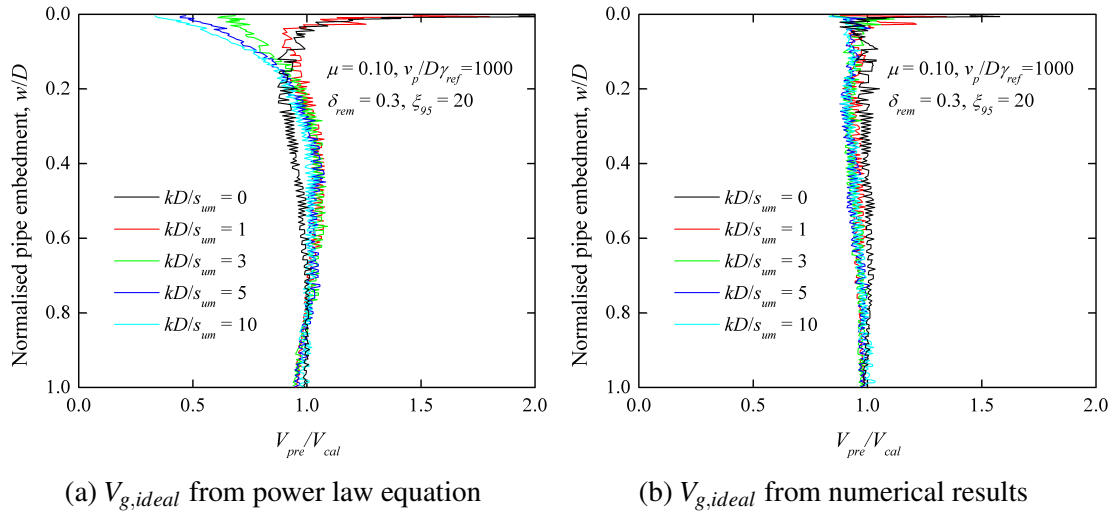 0.0
0.2
0.4
0.6
0.8
1.0
Normalised pipe embedment, w/D
μ = 0.10, v_p/Dγ_ref=1000
δ_rem = 0.3, ξ_95 = 20
kD/s_um = 0
kD/s_um = 1
kD/s_um = 3
kD/s_um = 5
kD/s_um = 10
0.0 0.5 1.0 1.5 2.0
V_pre/V_cal
(a) V_g,ideal from power law equation
0.0
0.2
0.4
0.6
0.8
1.0
Normalised pipe embedment, w/D
μ = 0.10, v_p/Dγ_ref=1000
δ_rem = 0.3, ξ_95 = 20
kD/s_um = 0
kD/s_um = 1
kD/s_um = 3
kD/s_um = 5
kD/s_um = 10
0.0 0.5 1.0 1.5 2.0
V_pre/V_cal
(b) V_g,ideal from numerical results